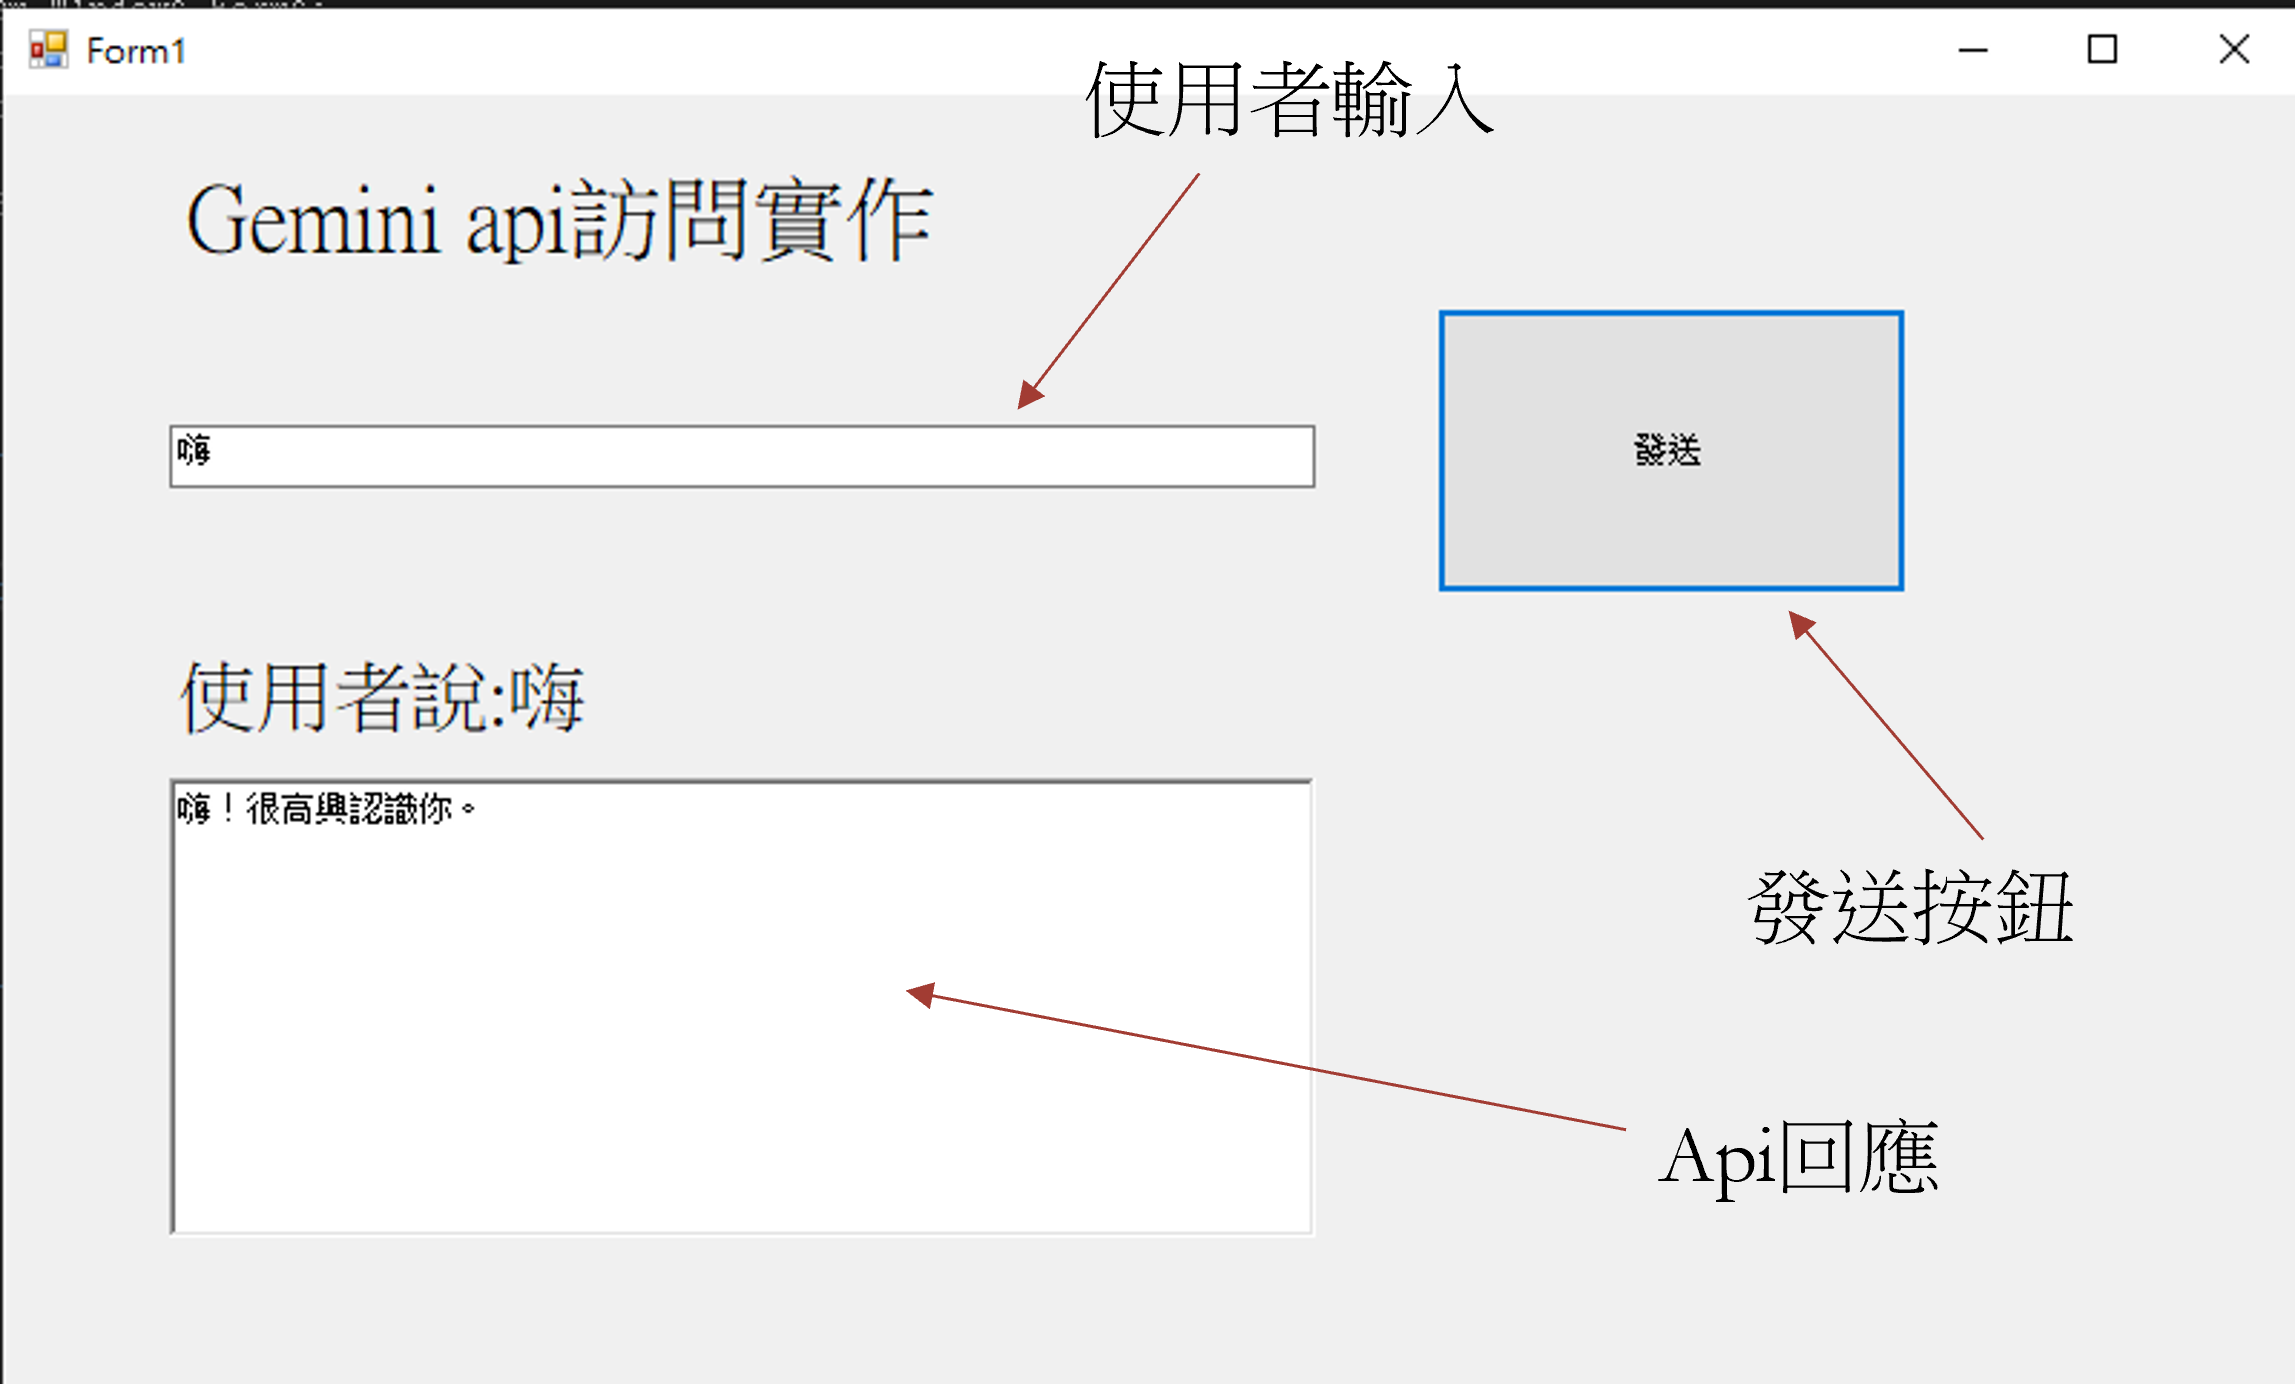 Form1
使用者輸入
Gemini api訪問實作
嗨
發送
使用者說:嗨
嗨！很高興認識你。
發送按鈕
Api回應